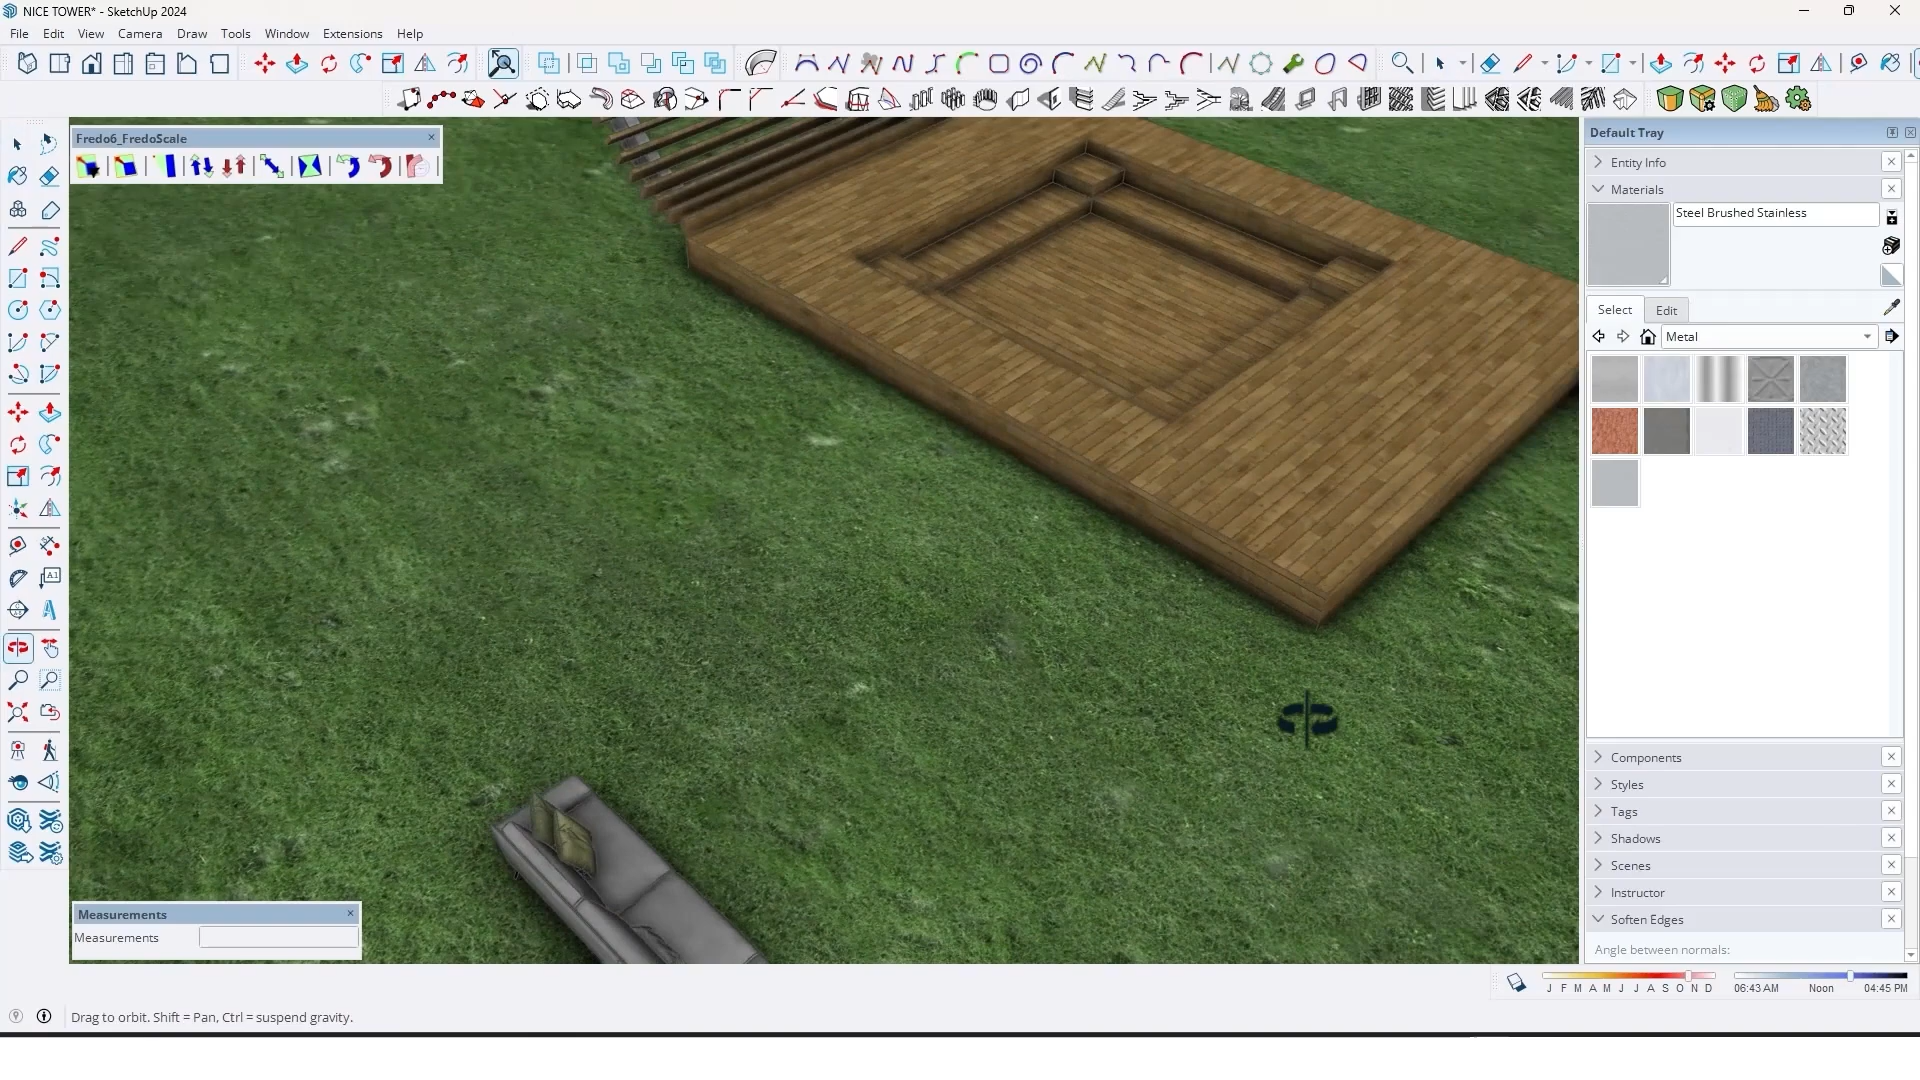 NICE TOWER* - SketchUp 2024
File Edit View Camera Draw Tools Window Extensions Help
Fredo6_FredoScale
Default Tray
Entity Info
Materials
Steel Brushed Stainless
Select Edit
Metal
Components
Styles
Tags
Shadows
Scenes
Instructor
Soften Edges
Angle between normals:
Measurements
Measurements
J F M A M J J A S O N D
06:43 AM Noon 04:45 PM
Drag to orbit. Shift = Pan, Ctrl = suspend gravity.